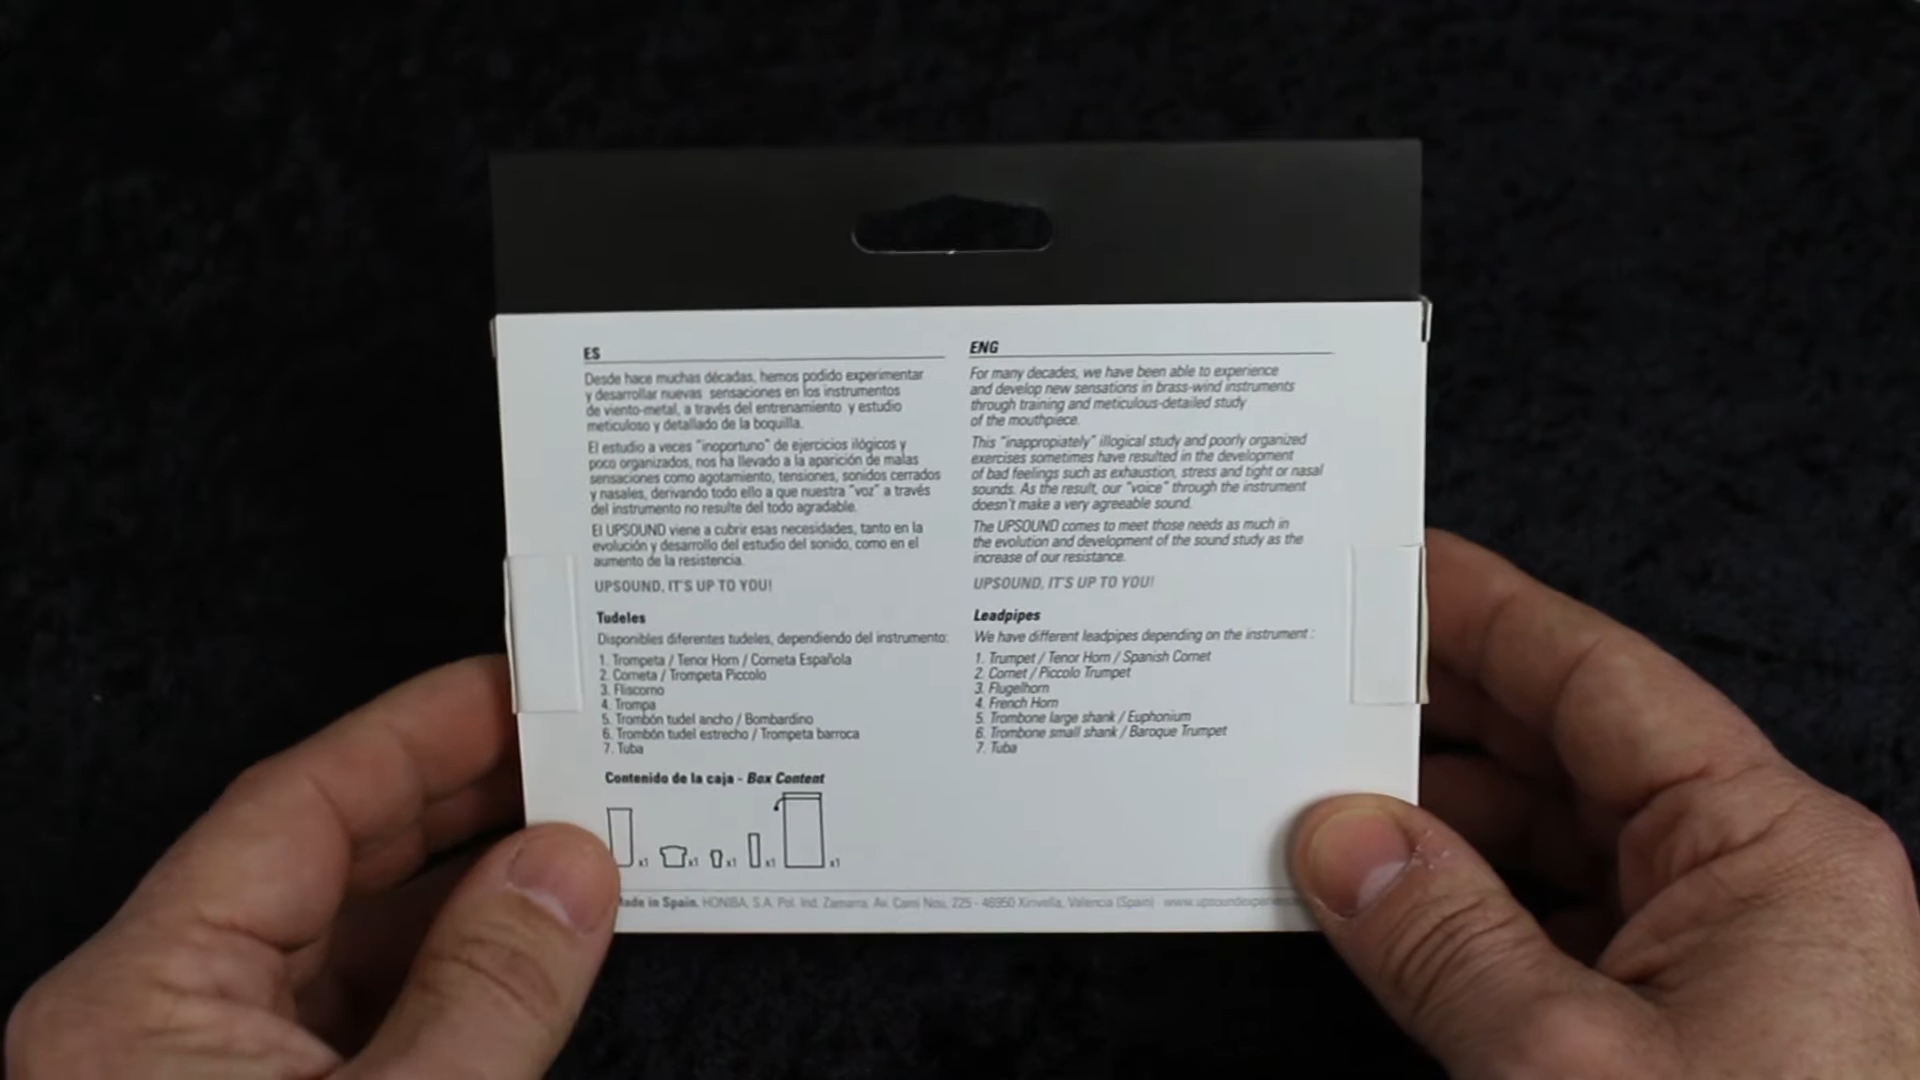 ES
Desde hace muchas décadas, hemos podido experimentar
y desarrollar nuevas sensaciones en los instrumentos
de viento-metal, a través del entrenamiento y estudio
meticuloso y detallado de la boquilla.
El estudio a veces "inoportuno" de ejercicios ilógicos y
poco organizados, nos ha llevado a la aparición de malas
sensaciones como agotamiento, tensiones, sonidos cerrados
y nasales, derivando todo ello a que nuestra "voz" a través
del instrumento no resulte del todo agradable.
El UPSOUND viene a cubrir esas necesidades, tanto en la
evolución y desarrollo del estudio del sonido, como en el
aumento de la resistencia.
UPSOUND, IT'S UP TO YOU!
Tudeles
Disponibles diferentes tudeles, dependiendo del instrumento:
1. Trompeta / Tenor Horn / Corneta Española
2. Corneta / Trompeta Piccolo
3. Fliscorno
4. Trompa
5. Trombón tudel ancho / Bombardino
6. Trombón tudel estrecho / Trompeta barroca
7. Tuba
Contenido de la caja - Box Content
x1 x1 x1 x1 x1
ENG
For many decades, we have been able to experience
and develop new sensations in brass-wind instruments
through training and meticulous-detailed study
of the mouthpiece.
This "inappropiately" illogical study and poorly organized
exercises sometimes have resulted in the development
of bad feelings such as exhaustion, stress and tight or nasal
sounds. As the result, our "voice" through the instrument
doesn't make a very agreeable sound.
The UPSOUND comes to meet those needs as much in
the evolution and development of the sound study as the
increase of our resistance.
UPSOUND, IT'S UP TO YOU!
Leadpipes
We have different leadpipes depending on the instrument :
1. Trumpet / Tenor Horn / Spanish Cornet
2. Cornet / Piccolo Trumpet
3. Flugelhorn
4. French Horn
5. Trombone large shank / Euphonium
6. Trombone small shank / Baroque Trumpet
7. Tuba
Made in Spain. HONIBA, S.A. Pol. Ind. Zamarra, Av. Camí Nou, 225 - 46950 Xirivella, Valencia (Spain)